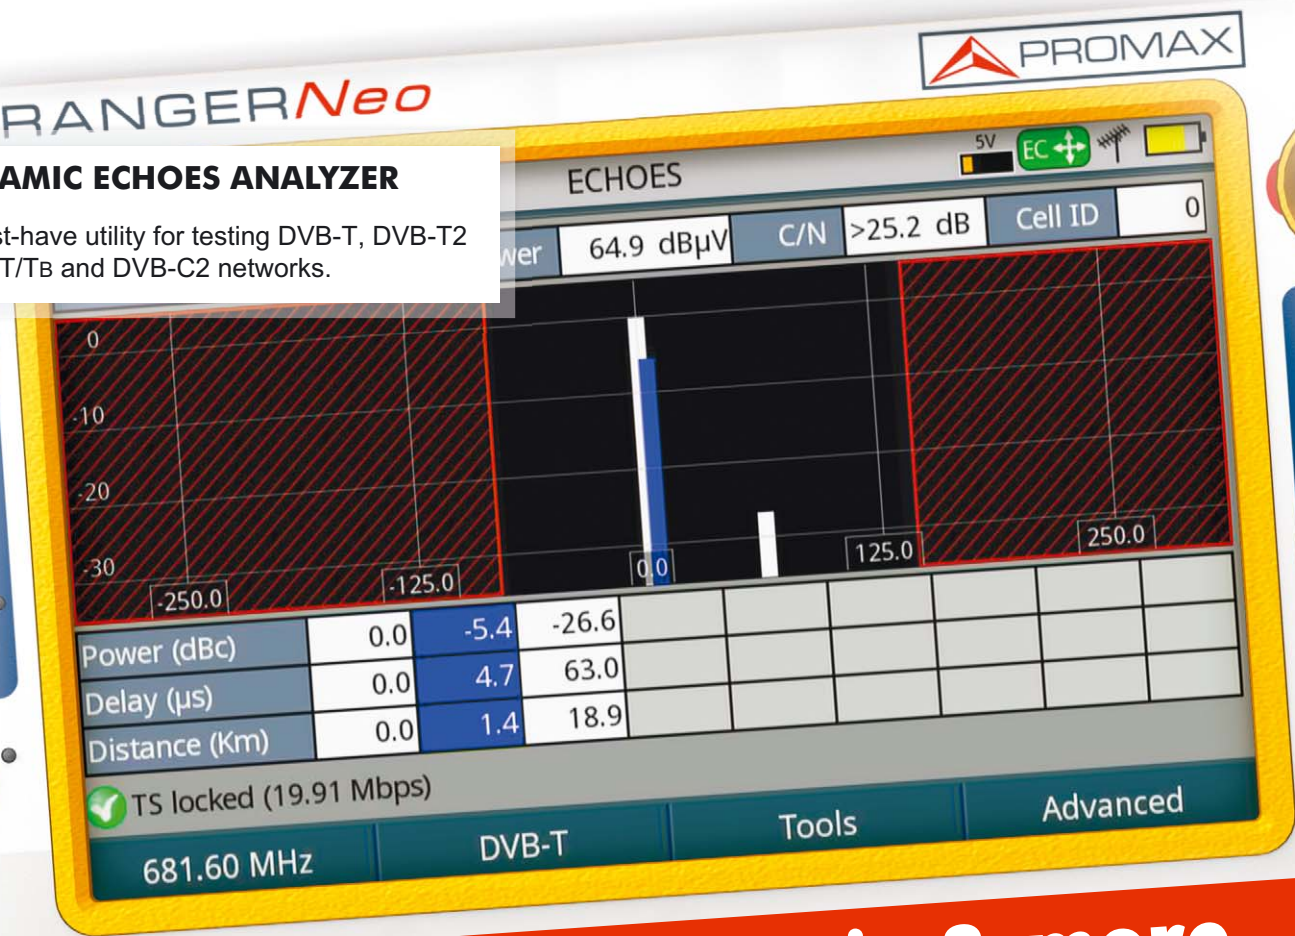 PROMAX
RANGERNeo
AMIC ECHOES ANALYZER
st-have utility for testing DVB-T, DVB-T2
T/TB and DVB-C2 networks.
ECHOES
5V
EC
wer 64.9 dBµV C/N >25.2 dB Cell ID 0
0
-10
-20
-30
-250.0 -125.0 0.0 125.0 250.0
Power (dBc) 0.0 -5.4 -26.6
Delay (µs) 0.0 4.7 63.0
Distance (Km) 0.0 1.4 18.9
TS locked (19.91 Mbps)
681.60 MHz DVB-T Tools Advanced